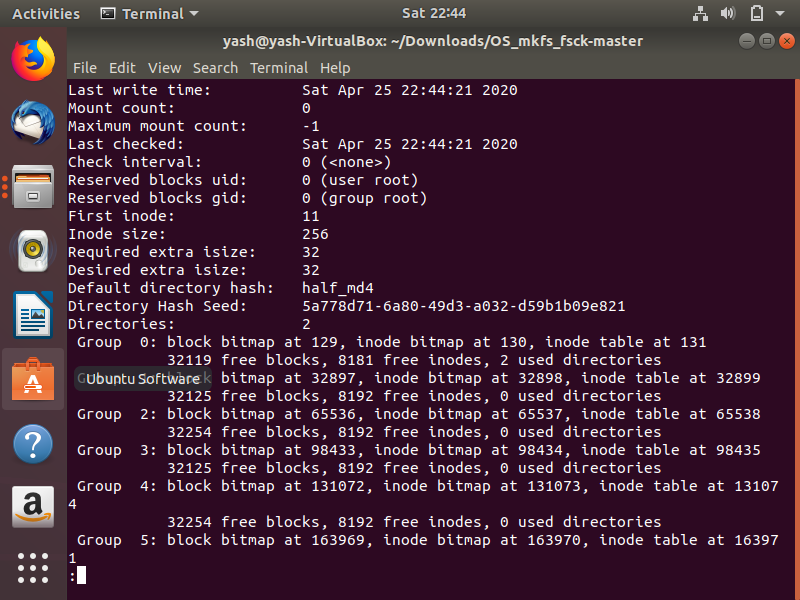 Activities Terminal Sat 22:44
yash@yash-VirtualBox: ~/Downloads/OS_mkfs_fsck-master
File Edit View Search Terminal Help
Last write time: Sat Apr 25 22:44:21 2020
Mount count: 0
Maximum mount count: -1
Last checked: Sat Apr 25 22:44:21 2020
Check interval: 0 (<none>)
Reserved blocks uid: 0 (user root)
Reserved blocks gid: 0 (group root)
First inode: 11
Inode size: 256
Required extra isize: 32
Desired extra isize: 32
Default directory hash: half_md4
Directory Hash Seed: 5a778d71-6a80-49d3-a032-d59b1b09e821
Directories: 2
Group 0: block bitmap at 129, inode bitmap at 130, inode table at 131
32119 free blocks, 8181 free inodes, 2 used directories
Ubuntu Software
Group 1: block bitmap at 32897, inode bitmap at 32898, inode table at 32899
32125 free blocks, 8192 free inodes, 0 used directories
Group 2: block bitmap at 65536, inode bitmap at 65537, inode table at 65538
32254 free blocks, 8192 free inodes, 0 used directories
Group 3: block bitmap at 98433, inode bitmap at 98434, inode table at 98435
32125 free blocks, 8192 free inodes, 0 used directories
Group 4: block bitmap at 131072, inode bitmap at 131073, inode table at 13107
4
32254 free blocks, 8192 free inodes, 0 used directories
Group 5: block bitmap at 163969, inode bitmap at 163970, inode table at 16397
1
: